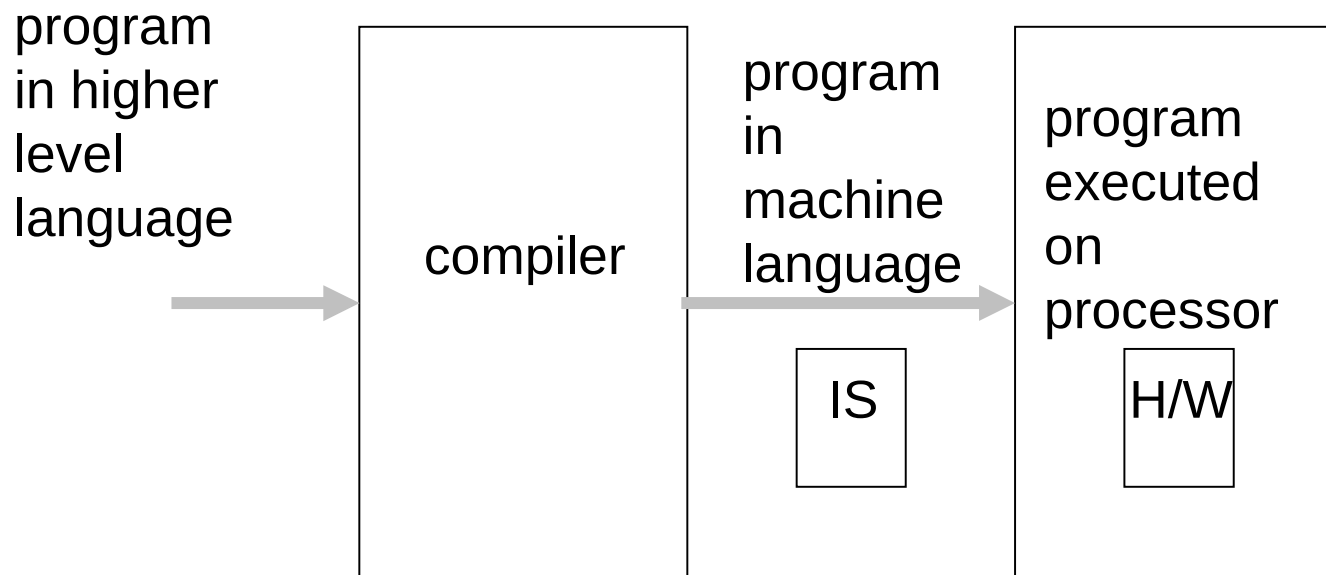 program
in higher
level
language
compiler
program
in
machine
language
IS
program
executed
on
processor
H/W